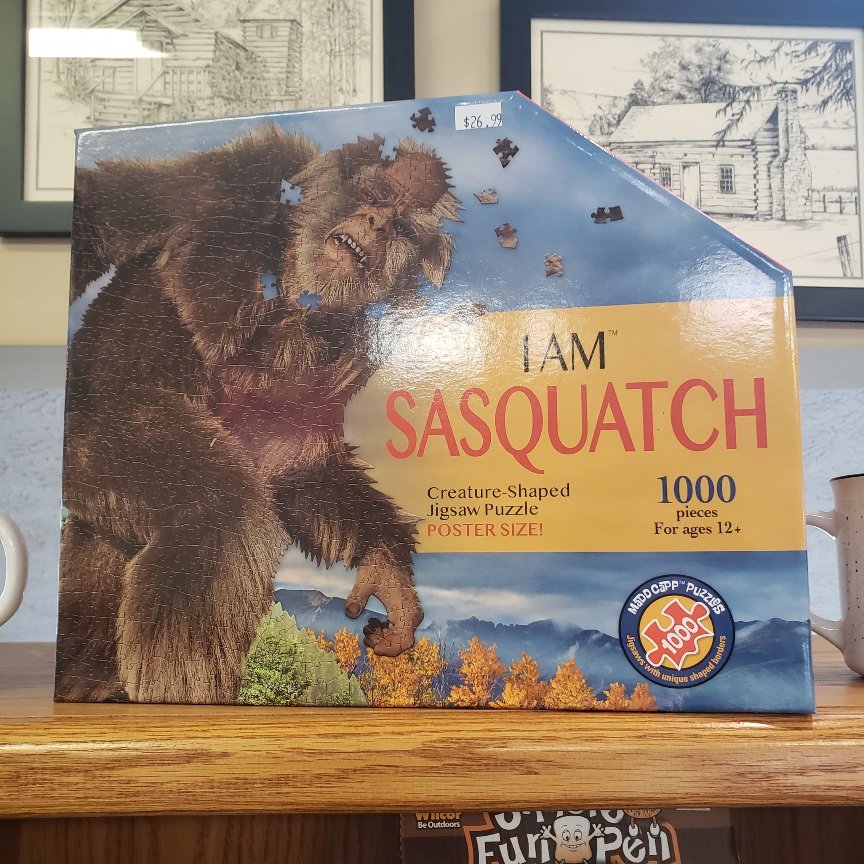 $26.99
I AM™
SASQUATCH
Creature-Shaped
Jigsaw Puzzle
POSTER SIZE!
1000
pieces
For ages 12+
MADD CAPP™ PUZZLES
1000
Jigsaws with unique shaped borders
Be Outdoors
Fun Pen